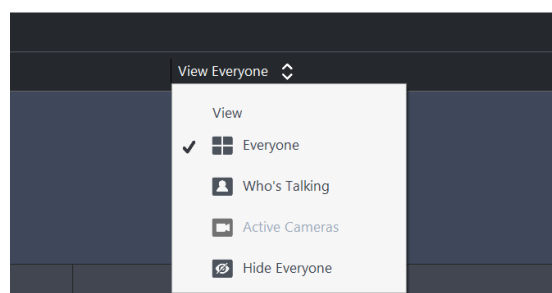 View Everyone
View
Everyone
Who's Talking
Active Cameras
Hide Everyone